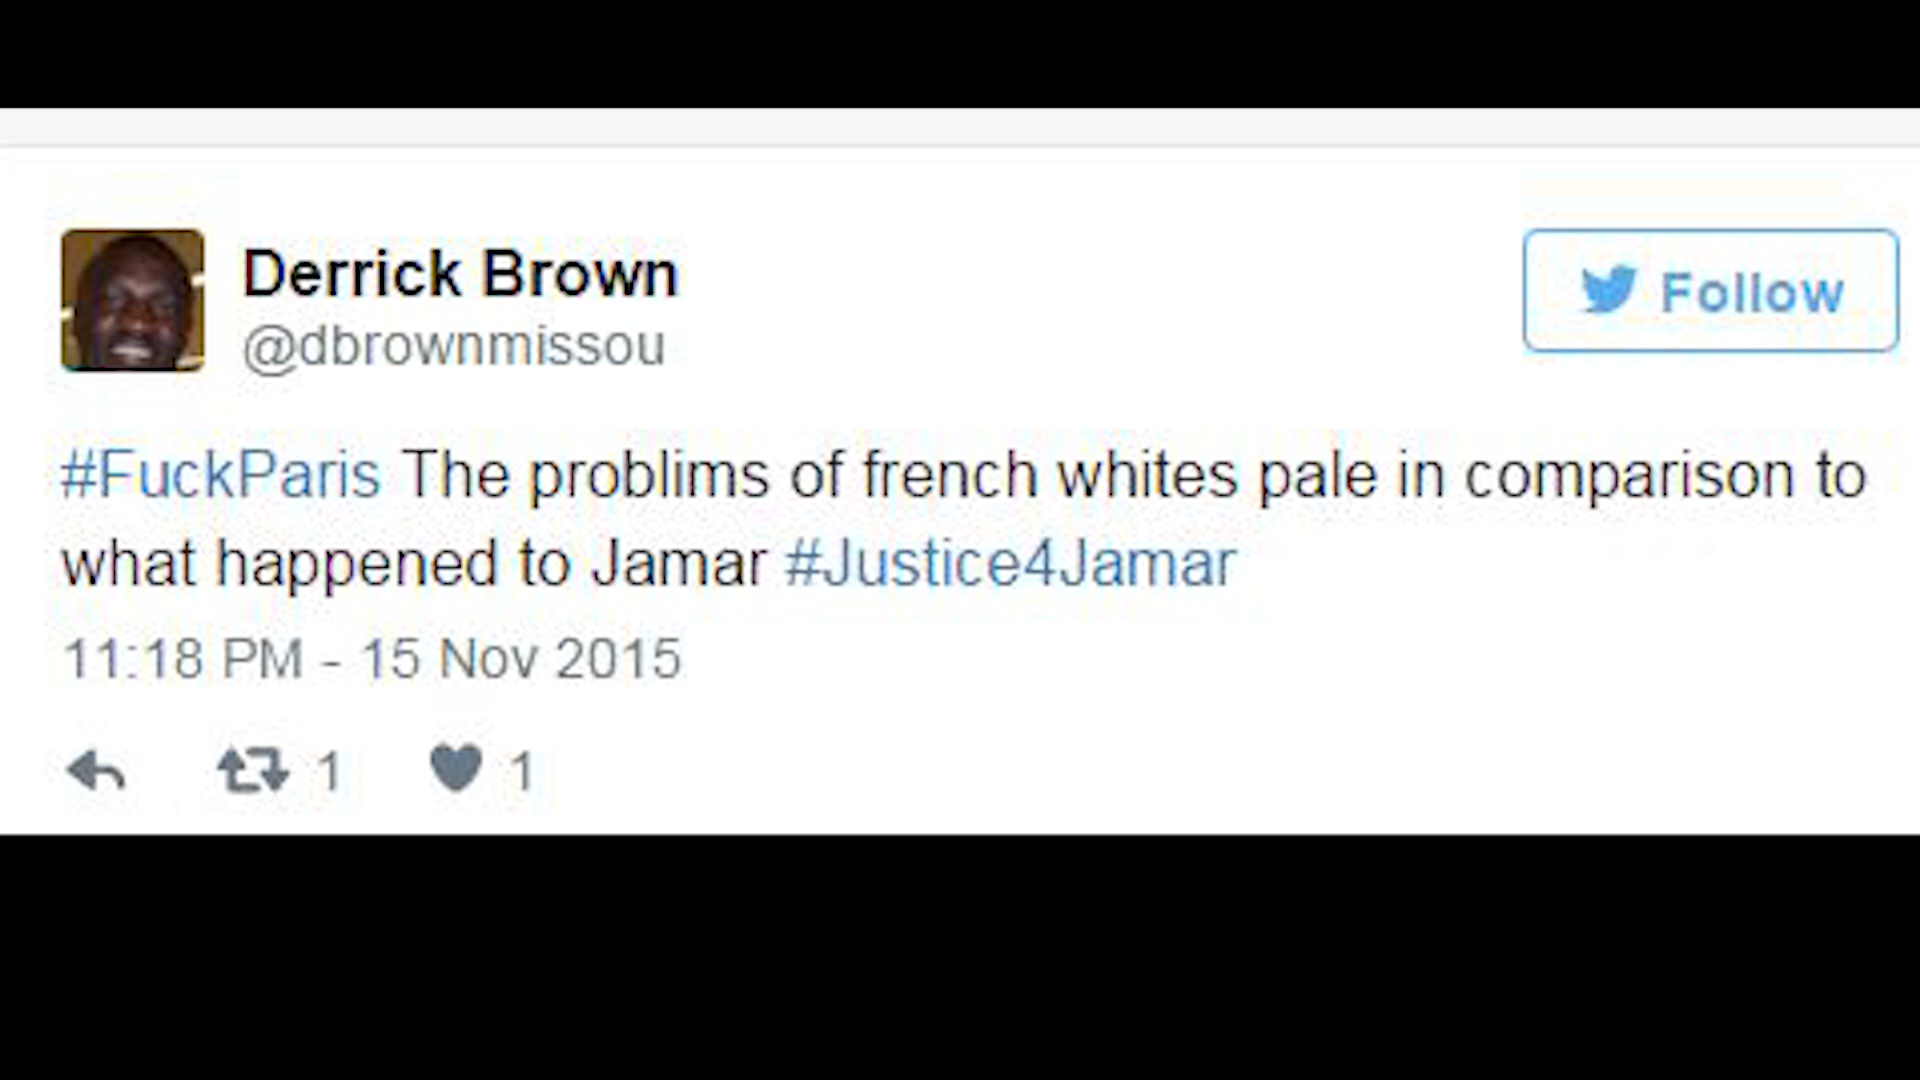 Derrick Brown
@dbrownmissou
Follow
#FuckParis The problims of french whites pale in comparison to
what happened to Jamar #Justice4Jamar
11:18 PM - 15 Nov 2015
1 1